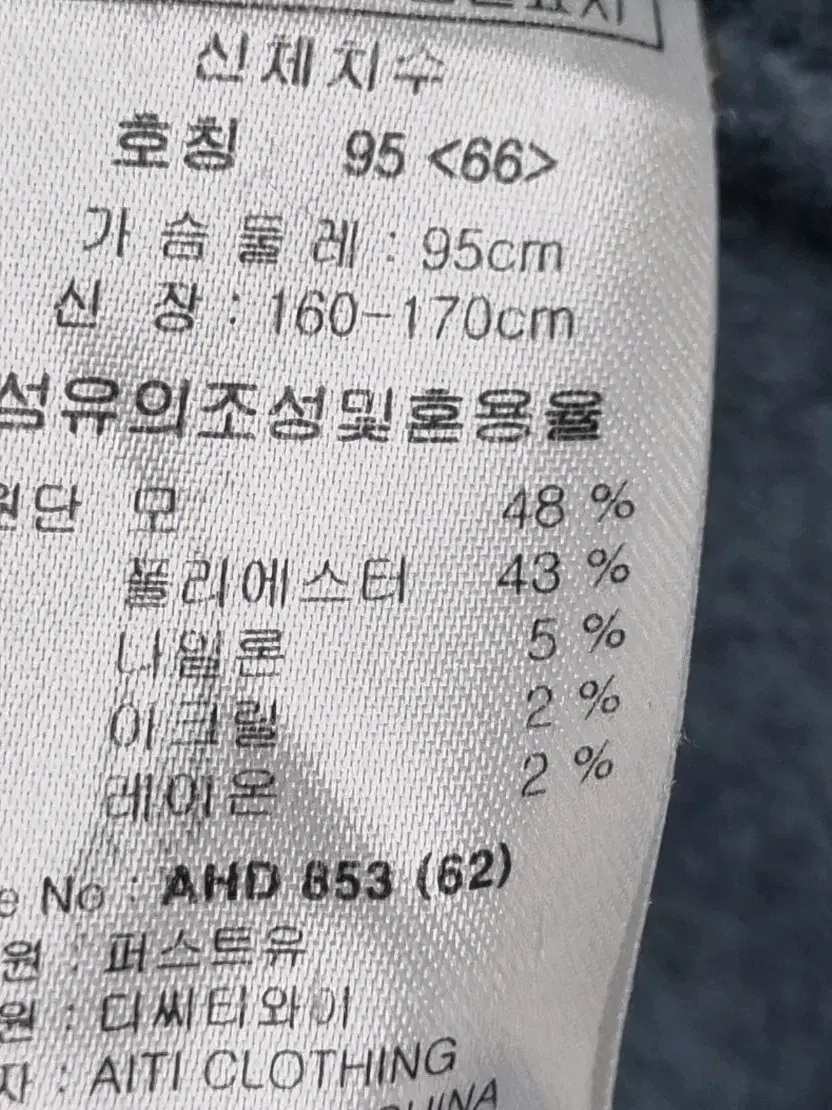 신체치수
호칭 95 <66>
가슴둘레 : 95cm
신 장 : 160-170cm
섬유의조성및혼용율
원단 모 48 %
폴리에스터 43 %
나일론 5 %
아크릴 2 %
레이온 2 %
No : AHD 853 (62)
원 : 퍼스트유
원 : 디씨티와이
자 : AITI CLOTHING
CHINA